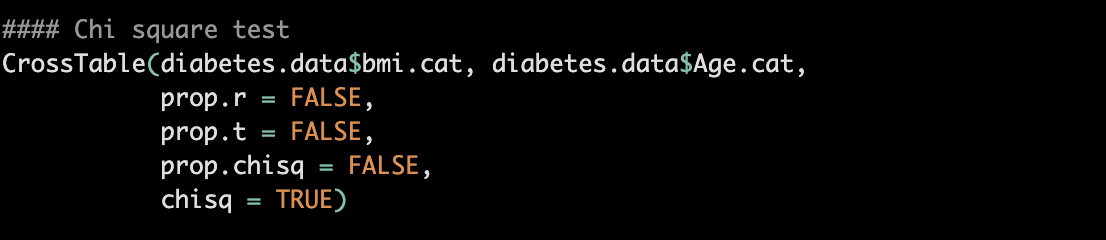 #### Chi square test
CrossTable(diabetes.data$bmi.cat, diabetes.data$Age.cat,
           prop.r = FALSE,
           prop.t = FALSE,
           prop.chisq = FALSE,
           chisq = TRUE)